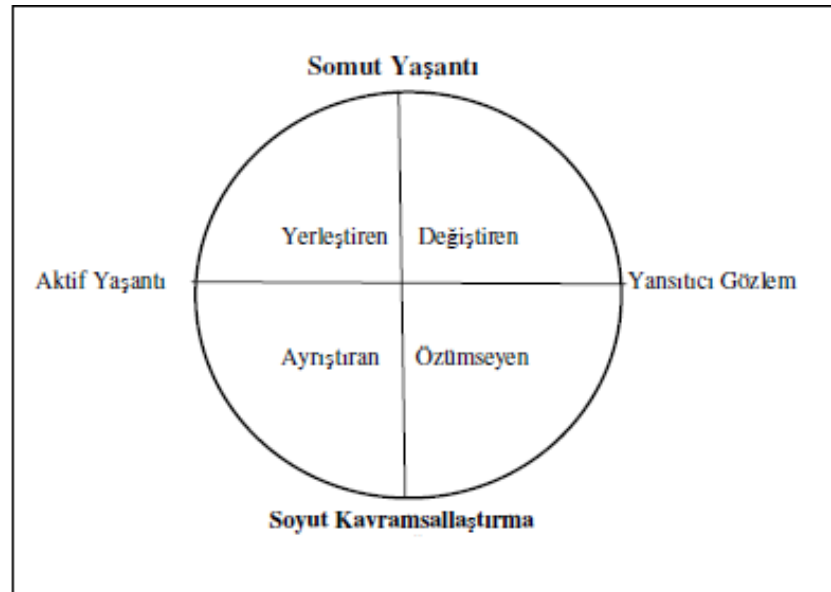 Somut Yaşantı
Yerleştiren Değiştiren
Aktif Yaşantı Yansıtıcı Gözlem
Ayrıştıran Özümseyen
Soyut Kavramsallaştırma